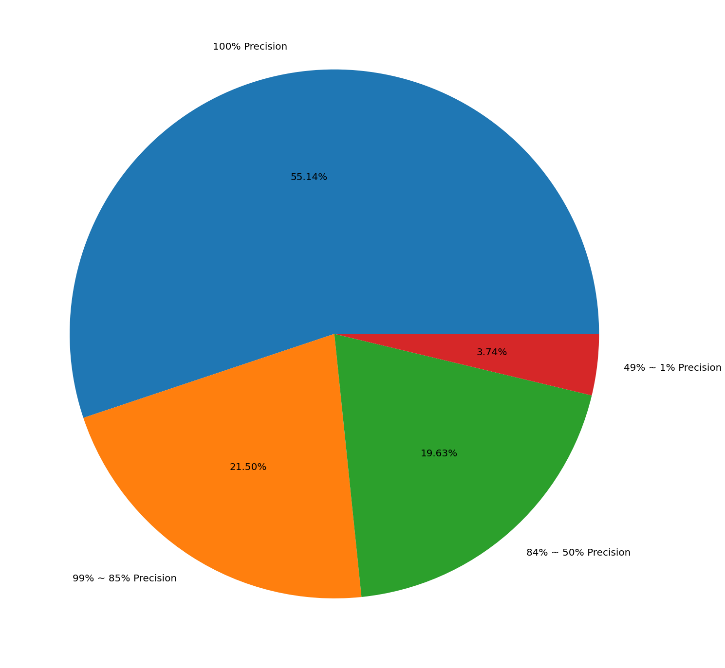 100% Precision
55.14%
3.74%
49% ~ 1% Precision
19.63%
21.50%
84% ~ 50% Precision
99% ~ 85% Precision